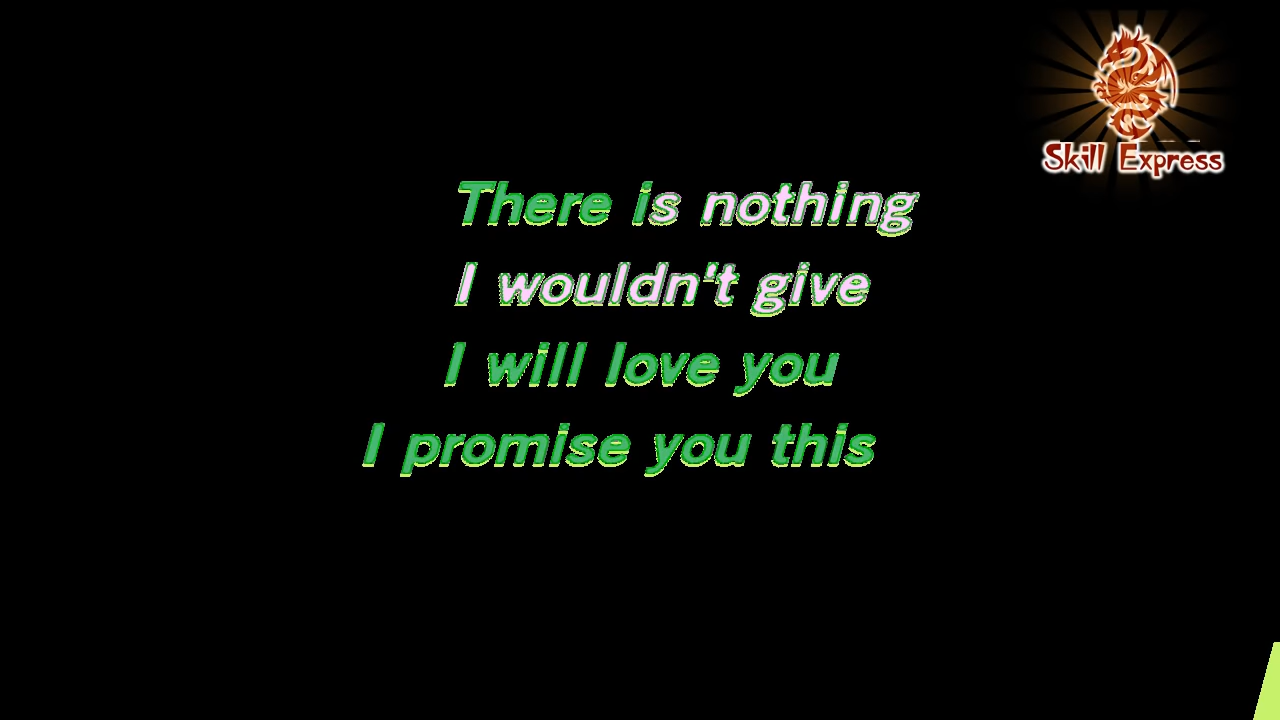 Skill Express
There is nothing
I wouldn't give
I will love you
I promise you this